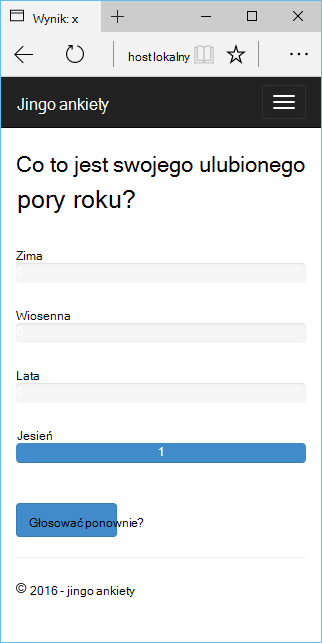 Wynik: x
host lokalny
Jingo ankiety
Co to jest swojego ulubionego
pory roku?
Zima
0
Wiosenna
0
Lata
0
Jesień
1
Głosować ponownie?
© 2016 - jingo ankiety